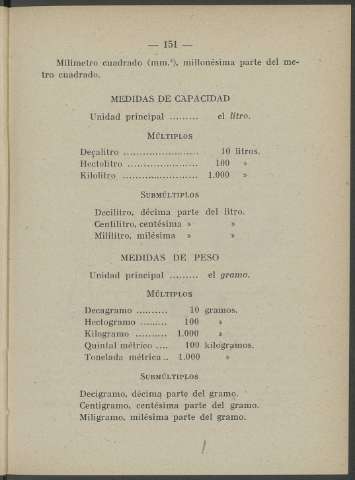 — 151 —
Milímetro cuadrado (mm.²), millonésima parte del me-
tro cuadrado.
MEDIDAS DE CAPACIDAD
Unidad principal ......... el litro.
MÚLTIPLOS
Decalitro ........................ 10 litros.
Hectolitro ...................... 100 »
Kilolitro ........................ 1.000 »
SUBMÚLTIPLOS
Decilitro, décima parte del litro.
Centilitro, centésima » »
Mililitro, milésima » »
MEDIDAS DE PESO
Unidad principal ......... el gramo.
MÚLTIPLOS
Decagramo .......... 10 gramos.
Hectogramo ......... 100 »
Kilogramo .......... 1.000 »
Quintal métrico .... 100 kilogramos.
Tonelada métrica .. 1.000 »
SUBMÚLTIPLOS
Decigramo, décima parte del gramo.
Centigramo, centésima parte del gramo.
Miligramo, milésima parte del gramo.